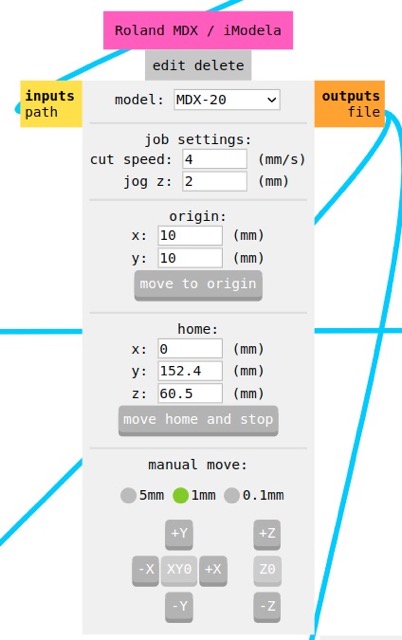 Roland MDX / iModela
edit delete
inputs
path
model: MDX-20
outputs
file
job settings:
cut speed: 4 (mm/s)
jog z: 2 (mm)
origin:
x: 10 (mm)
y: 10 (mm)
move to origin
home:
x: 0 (mm)
y: 152.4 (mm)
z: 60.5 (mm)
move home and stop
manual move:
5mm 1mm 0.1mm
+Y +Z
-X XY0 +X Z0
-Y -Z